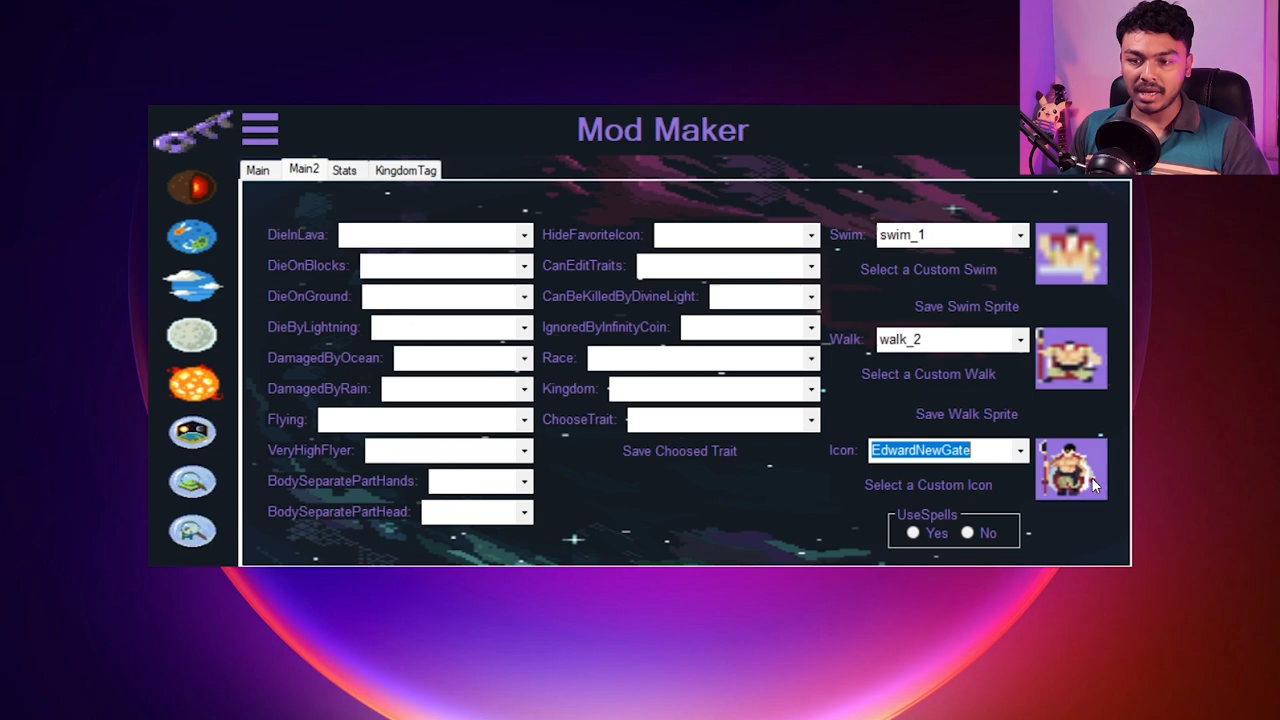 Mod Maker
Main Main2 Stats KingdomTag
DieInLava:
DieOnBlocks:
DieOnGround:
DieByLightning:
DamagedByOcean:
DamagedByRain:
Flying:
VeryHighFlyer:
BodySeparatePartHands:
BodySeparatePartHead:
HideFavoriteIcon:
CanEditTraits:
CanBeKilledByDivineLight:
IgnoredByInfinityCoin:
Race:
Kingdom:
ChooseTrait:
Save Choosed Trait
Swim: swim_1
Select a Custom Swim
Save Swim Sprite
Walk: walk_2
Select a Custom Walk
Save Walk Sprite
Icon: EdwardNewGate
Select a Custom Icon
UseSpells
Yes No